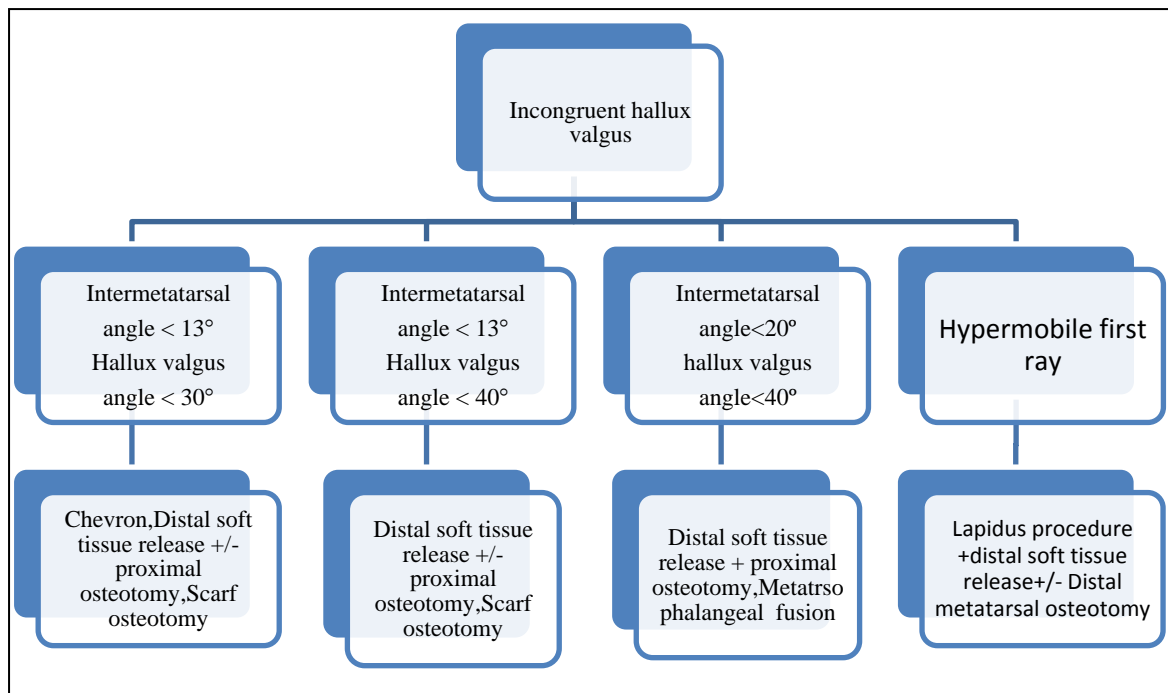 Incongruent hallux
valgus
Intermetatarsal
angle < 13°
Hallux valgus
angle < 30°
Intermetatarsal
angle < 13°
Hallux valgus
angle < 40°
Intermetatarsal
angle<20º
hallux valgus
angle<40º
Hypermobile first
ray
Chevron,Distal soft
tissue release +/-
proximal
osteotomy,Scarf
osteotomy
Distal soft tissue
release +/-
proximal
osteotomy,Scarf
osteotomy
Distal soft tissue
release + proximal
osteotomy,Metatrso
phalangeal fusion
Lapidus procedure
+distal soft tissue
release+/- Distal
metatarsal osteotomy